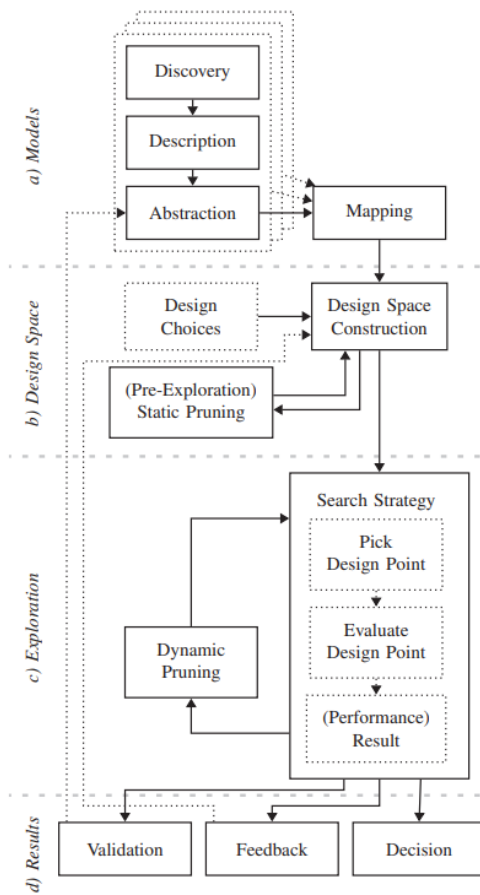 a) Models
Discovery
Description
Abstraction
Mapping
b) Design Space
Design
Choices
Design Space
Construction
(Pre-Exploration)
Static Pruning
c) Exploration
Search Strategy
Pick
Design Point
Evaluate
Design Point
Dynamic
Pruning
(Performance)
Result
d) Results
Validation
Feedback
Decision